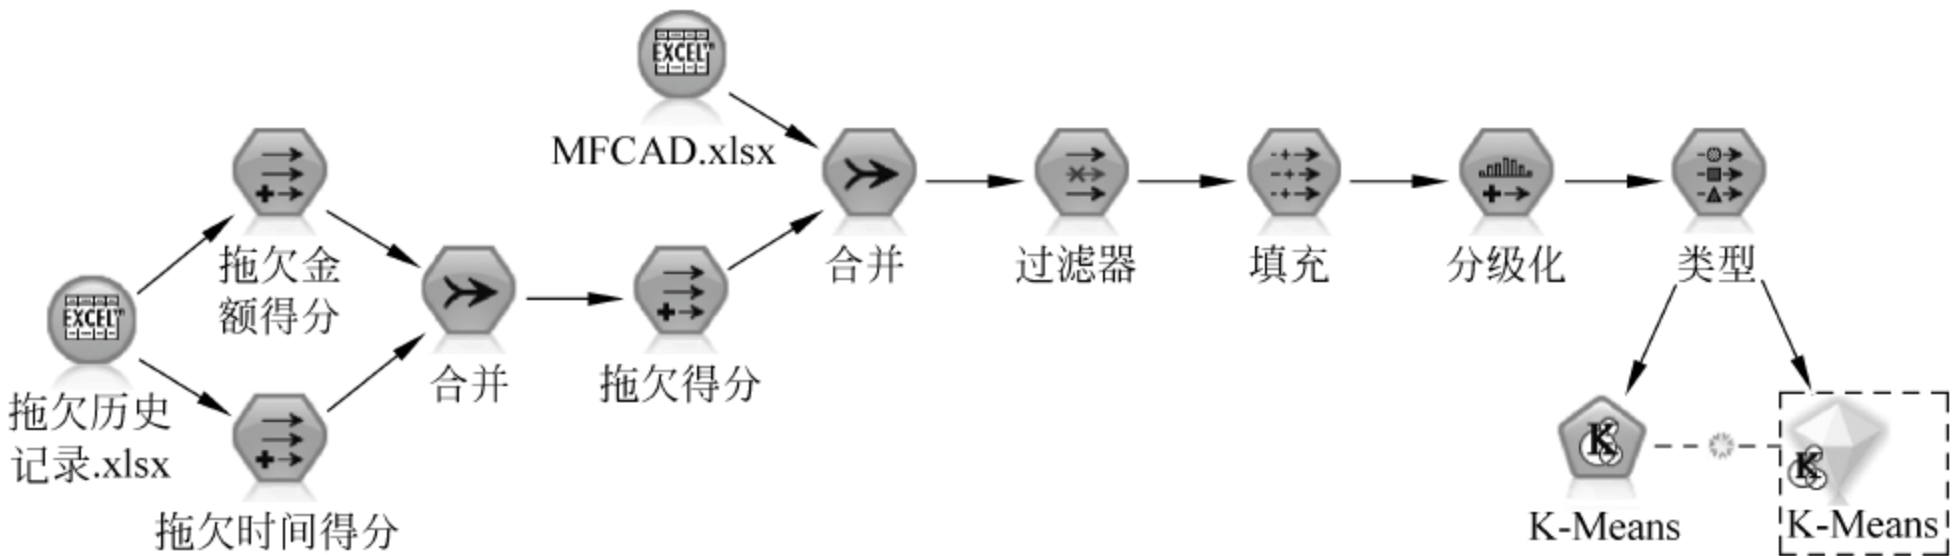 EXCEL
MFCAD.xlsx
拖欠金
额得分
合并
过滤器
填充
分级化
类型
EXCEL
拖欠历史
记录.xlsx
合并
拖欠得分
拖欠时间得分
K
K-Means
K
K-Means